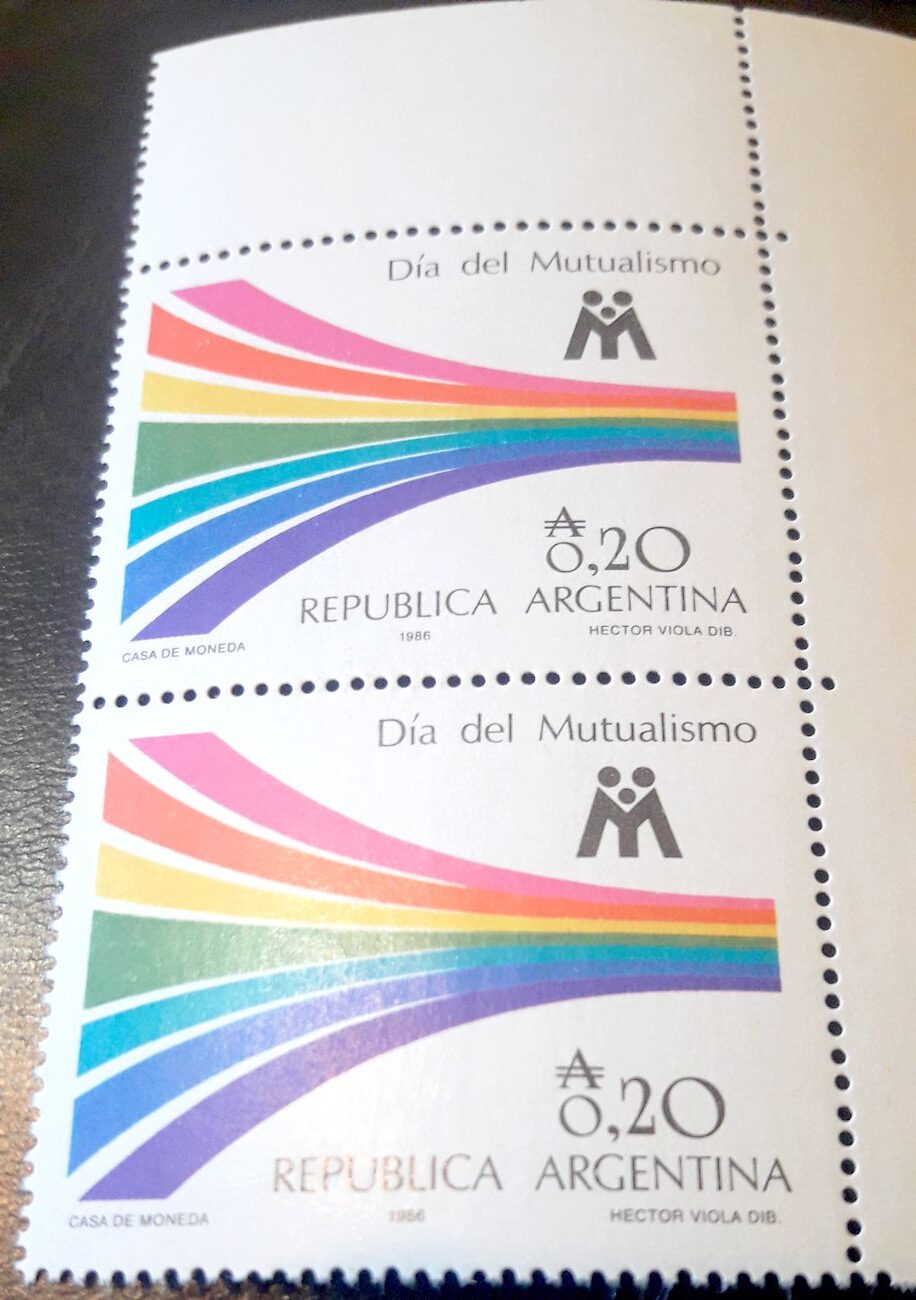 Día del Mutualismo
₳ 0,20
REPUBLICA ARGENTINA
1986
HECTOR VIOLA DIB.
CASA DE MONEDA
Día del Mutualismo
₳ 0,20
REPUBLICA ARGENTINA
CASA DE MONEDA
1986
HECTOR VIOLA DIB.